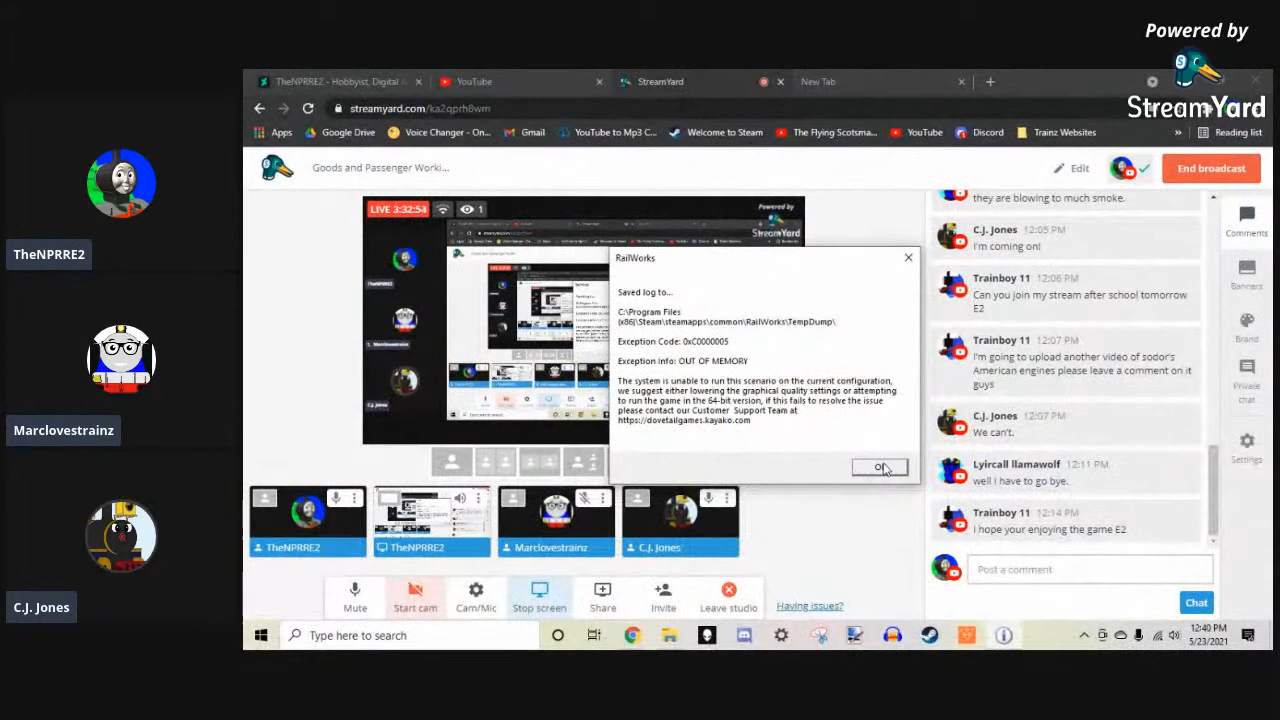 Powered by
StreamYard
TheNPRRE2
Marclovestrainz
C.J. Jones
TheNPRRE2 - Hobbyist, Digital
YouTube
StreamYard
New Tab
streamyard.com/ka2qprh8wm
Apps
Google Drive
Voice Changer - On...
Gmail
YouTube to Mp3 C...
Welcome to Steam
The Flying Scotsma...
YouTube
Discord
Trainz Websites
Reading list
Goods and Passenger Worki...
Edit
End broadcast
LIVE 3:32:53
1
Powered by
StreamYard
RailWorks
Saved log to...
C:\Program Files
(x86)\Steam\steamapps\common\RailWorks\TempDump\
Exception Code: 0xC0000005
Exception Info: OUT OF MEMORY
The system is unable to run this scenario on the current configuration,
we suggest either lowering the graphical quality settings or attempting
to run the game in the 64-bit version, if this fails to resolve the issue
please contact our Customer Support Team at
https://dovetailgames.kayako.com
they are blowing to much smoke.
C.J. Jones 12:05 PM
I'm coming on!
Trainboy 11 12:06 PM
Can you join my stream after school tomorrow
E2
Trainboy 11 12:07 PM
I'm going to upload another video of sodor's
American engines please leave a comment on it
guys
C.J. Jones 12:07 PM
We can't.
Lyircall llamawolf 12:11 PM
well i have to go bye.
Trainboy 11 12:14 PM
I hope your enjoying the game E2
Post a comment
Chat
Comments
Banners
Brand
Private
chat
Settings
TheNPRRE2
TheNPRRE2
Marclovestrainz
C.J. Jones
Mute
Start cam
Cam/Mic
Stop screen
Share
Invite
Leave studio
Having issues?
Type here to search
12:40 PM
5/23/2021